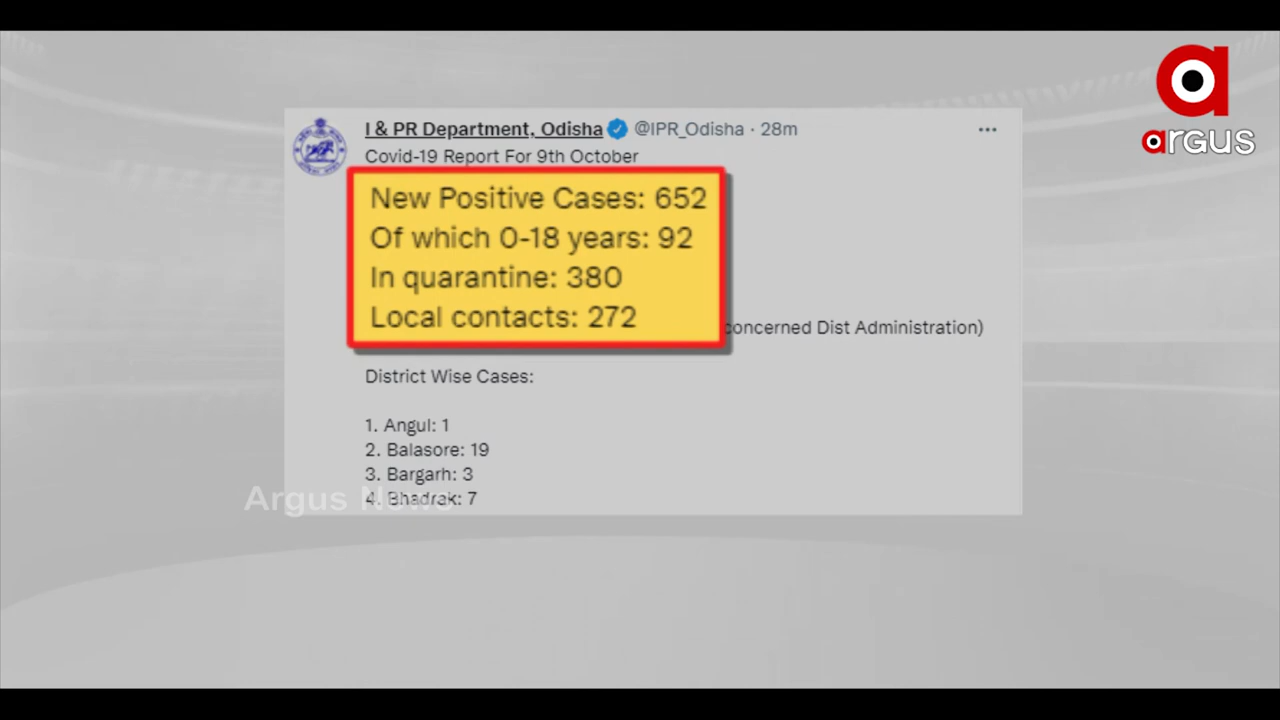 argus
I & PR Department, Odisha @IPR_Odisha · 28m
Covid-19 Report For 9th October
New Positive Cases: 652
Of which 0-18 years: 92
In quarantine: 380
Local contacts: 272
concerned Dist Administration)
District Wise Cases:
1. Angul: 1
2. Balasore: 19
3. Bargarh: 3
4. Bhadrak: 7
Argus News